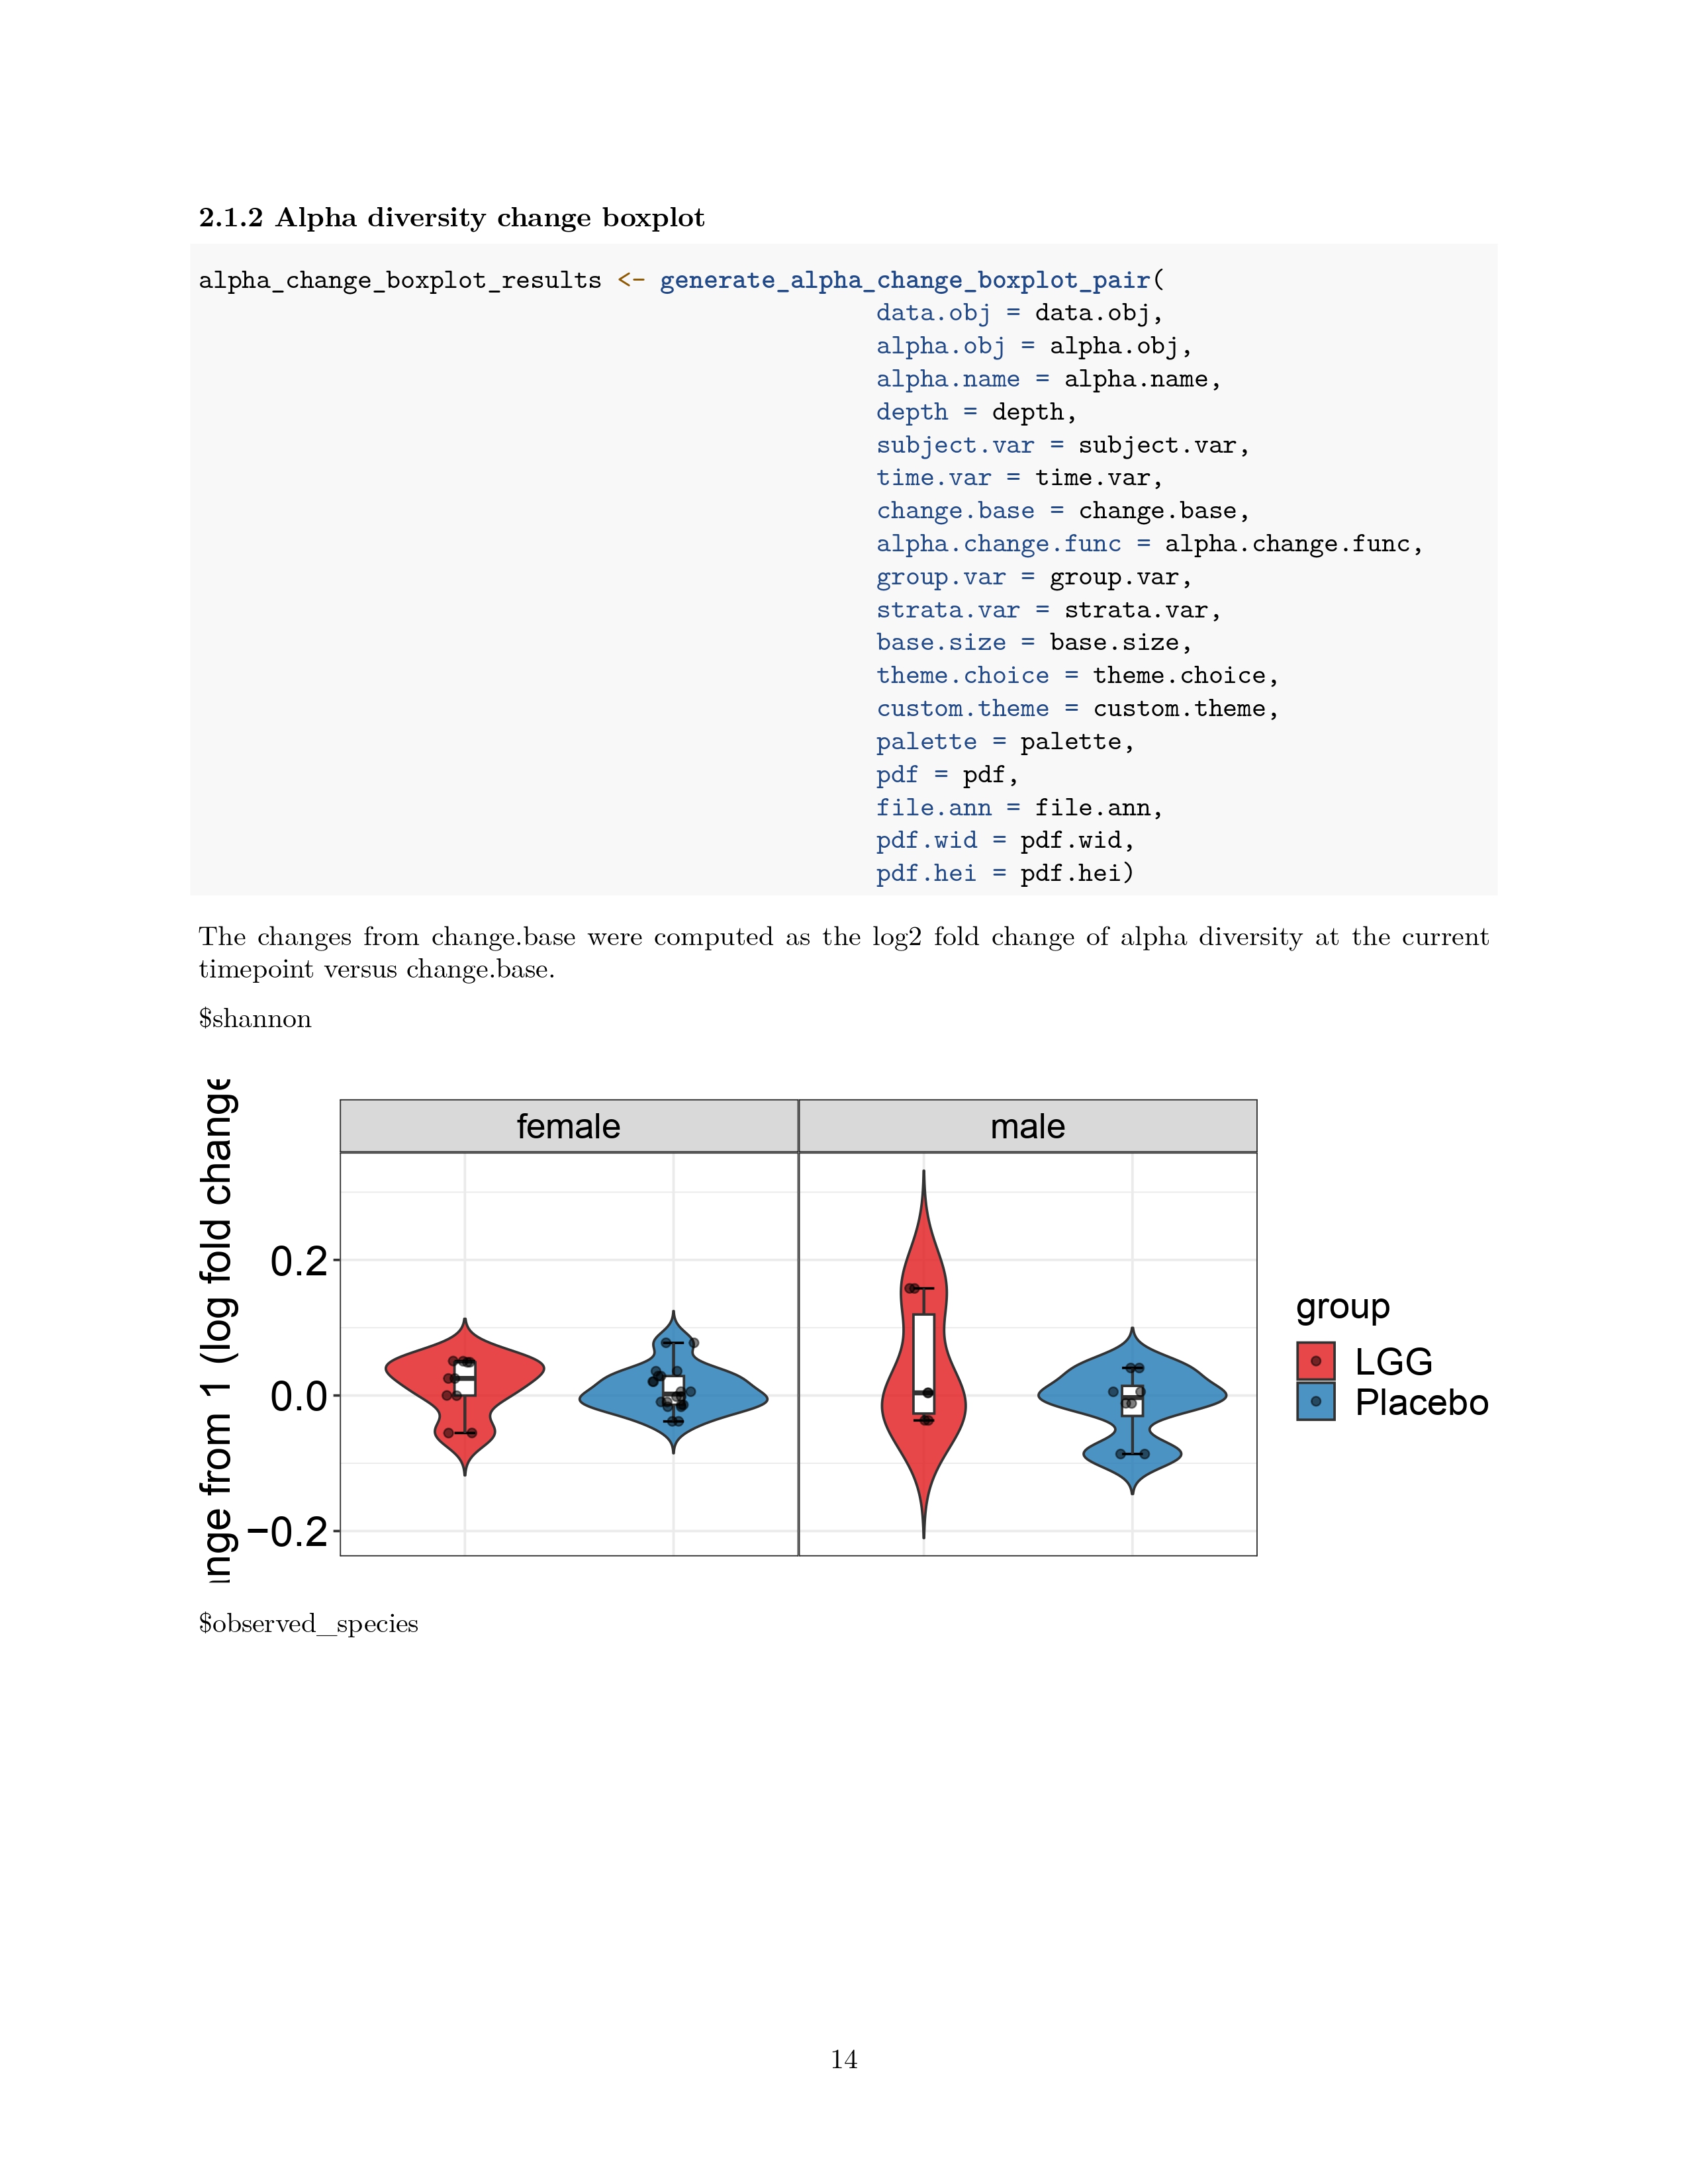 2.1.2 Alpha diversity change boxplot
alpha_change_boxplot_results <- generate_alpha_change_boxplot_pair(
data.obj = data.obj,
alpha.obj = alpha.obj,
alpha.name = alpha.name,
depth = depth,
subject.var = subject.var,
time.var = time.var,
change.base = change.base,
alpha.change.func = alpha.change.func,
group.var = group.var,
strata.var = strata.var,
base.size = base.size,
theme.choice = theme.choice,
custom.theme = custom.theme,
palette = palette,
pdf = pdf,
file.ann = file.ann,
pdf.wid = pdf.wid,
pdf.hei = pdf.hei)
The changes from change.base were computed as the log2 fold change of alpha diversity at the current
timepoint versus change.base.
$shannon
from 1 (log fold change
female
male
0.2
0.0
−0.2
group
LGG
Placebo
$observed_species
14